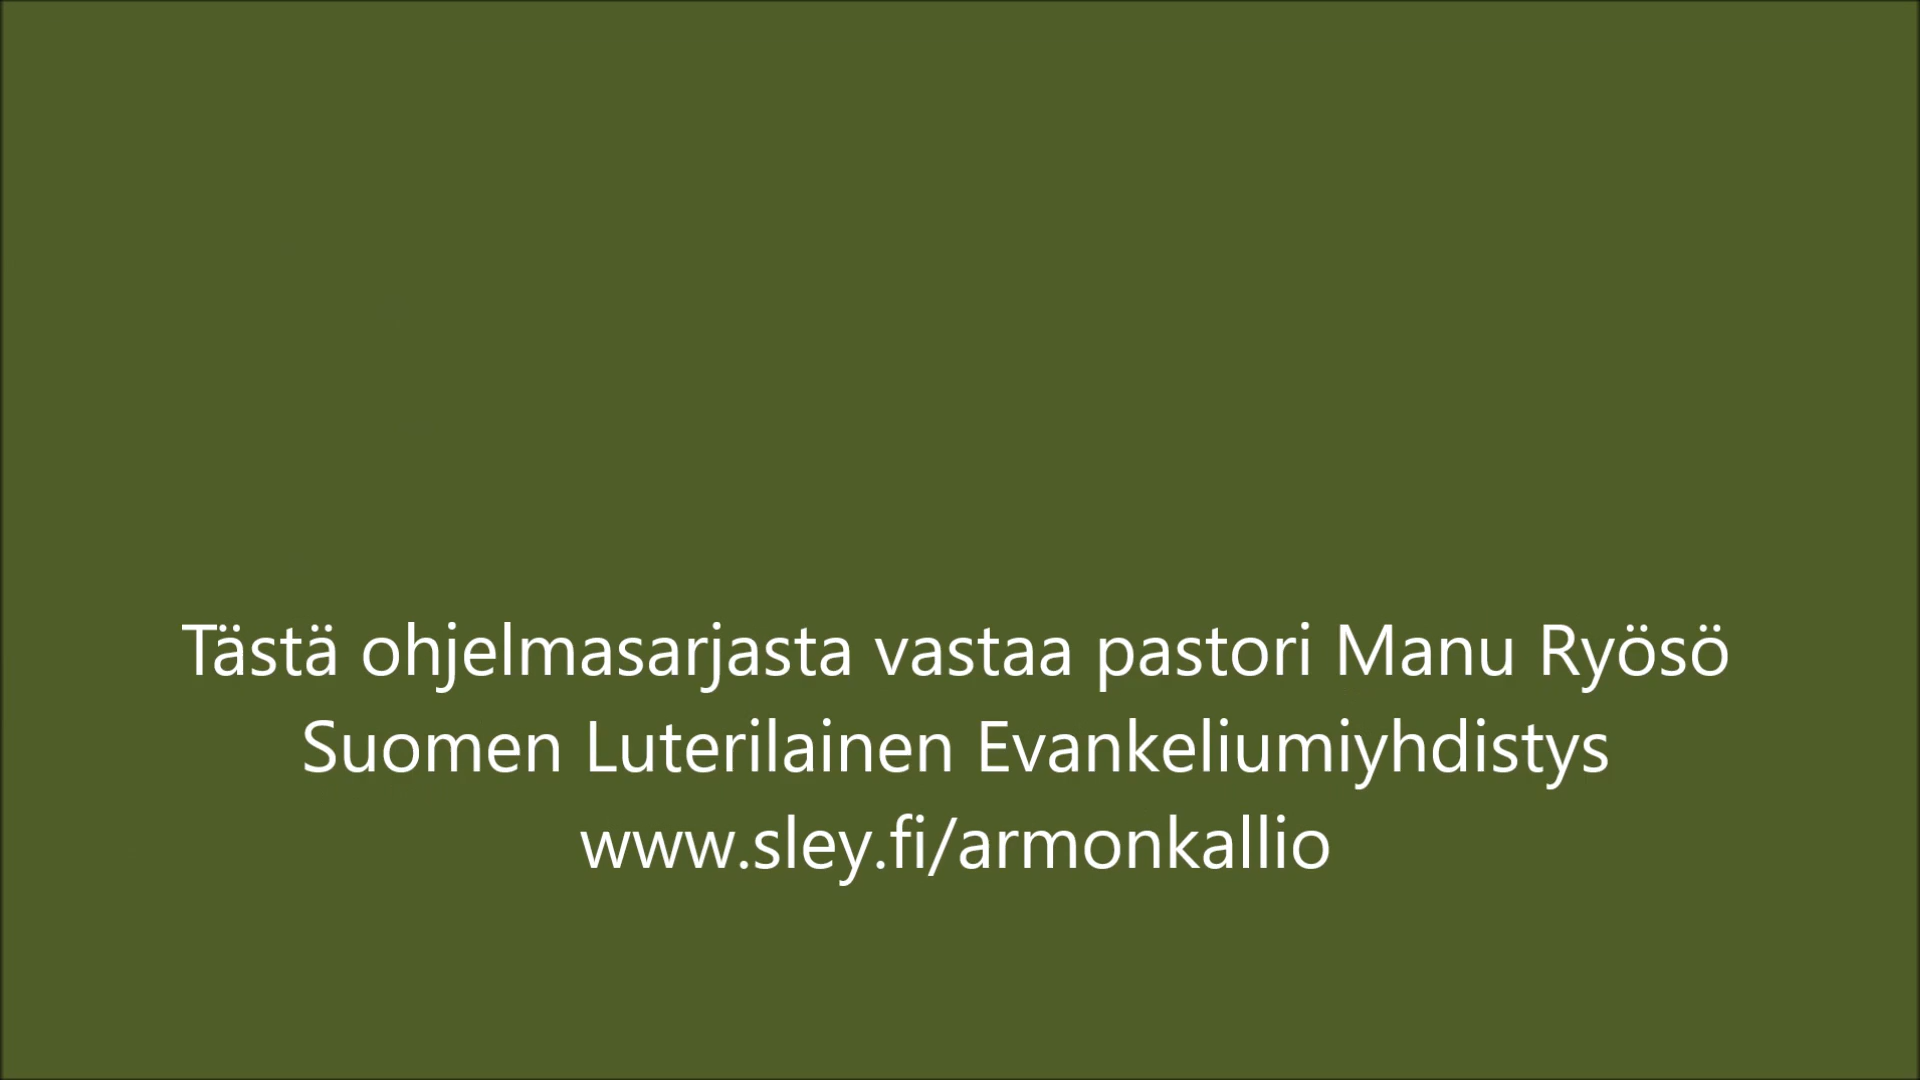 Tästä ohjelmasarjasta vastaa pastori Manu Ryösö
Suomen Luterilainen Evankeliumiyhdistys
www.sley.fi/armonkallio